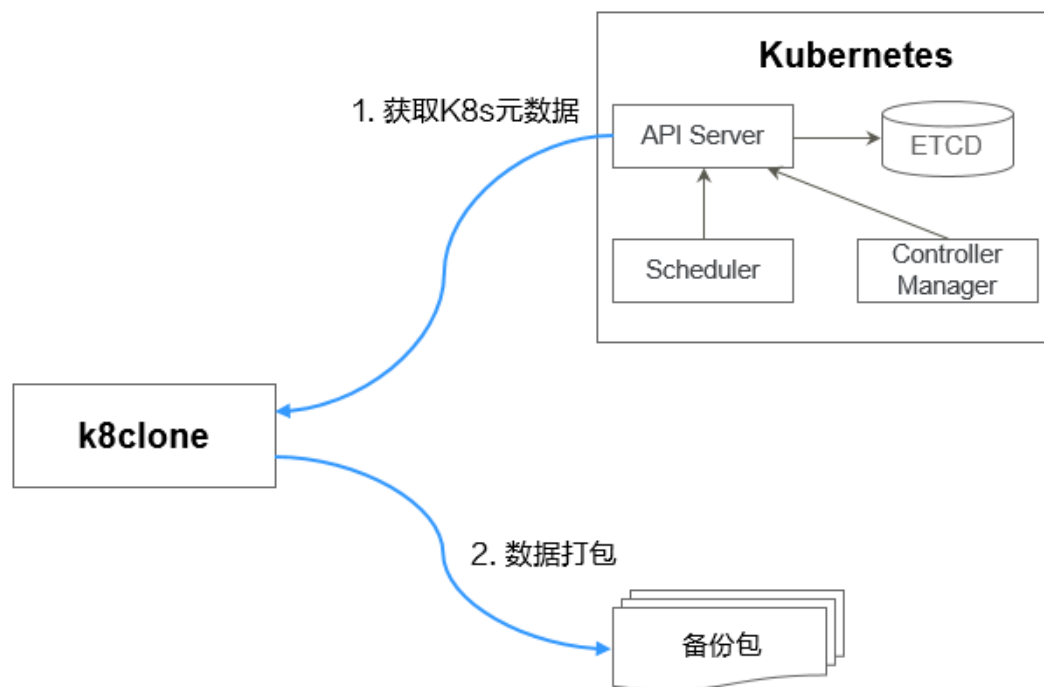 Kubernetes
1. 获取K8s元数据
API Server
ETCD
Scheduler
Controller
Manager
k8clone
2. 数据打包
备份包